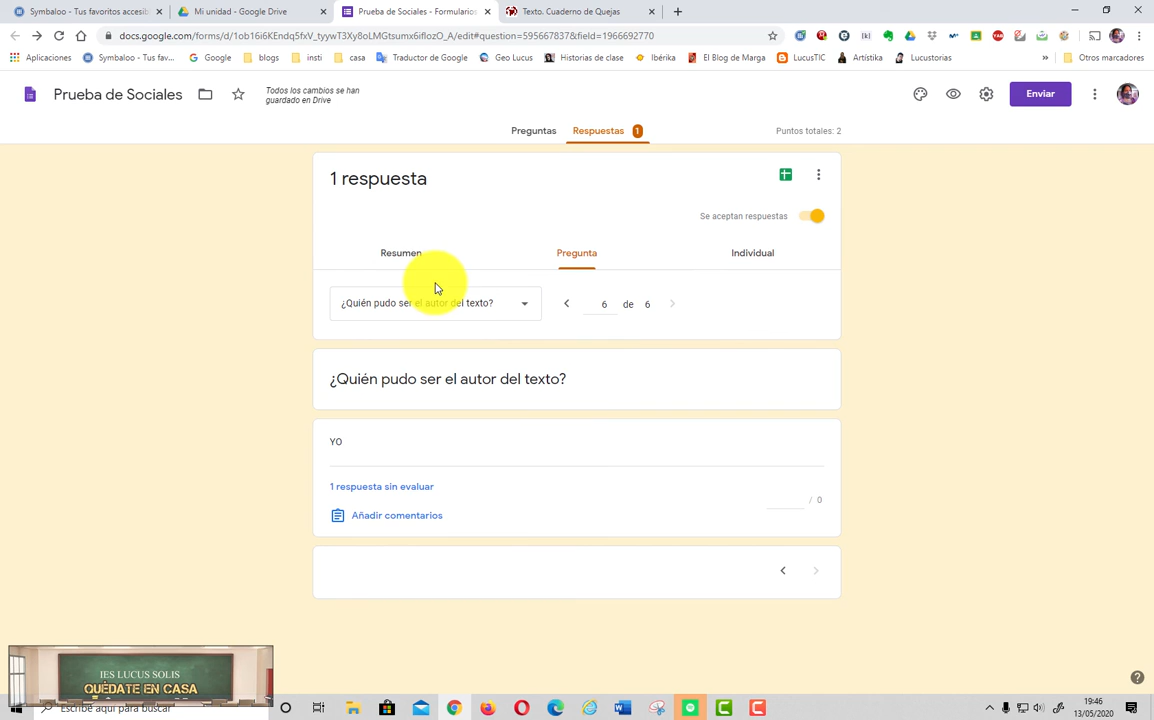 Symbaloo - Tus favoritos accesib
Mi unidad - Google Drive
Prueba de Sociales - Formularios
Texto. Cuaderno de Quejas
docs.google.com/forms/d/1ob16i6KEndq5fxV_tyywT3Xy8oLMGtsumx6iflozO_A/edit#question=595667837&field=1966692770
Aplicaciones
Symbaloo - Tus fav...
Google
blogs
insti
casa
Traductor de Google
Geo Lucus
Historias de clase
Ibérika
El Blog de Marga
LucusTIC
Artístika
Lucustorias
»
Otros marcadores
Prueba de Sociales
Todos los cambios se han
guardado en Drive
Enviar
Preguntas
Respuestas 1
Puntos totales: 2
1 respuesta
Se aceptan respuestas
Resumen
Pregunta
Individual
¿Quién pudo ser el autor del texto?
6 de 6
¿Quién pudo ser el autor del texto?
YO
1 respuesta sin evaluar
/ 0
Añadir comentarios
IES LUCUS SOLIS
QUÉDATE EN CASA
Escribe aquí para buscar
19:46
13/05/2020